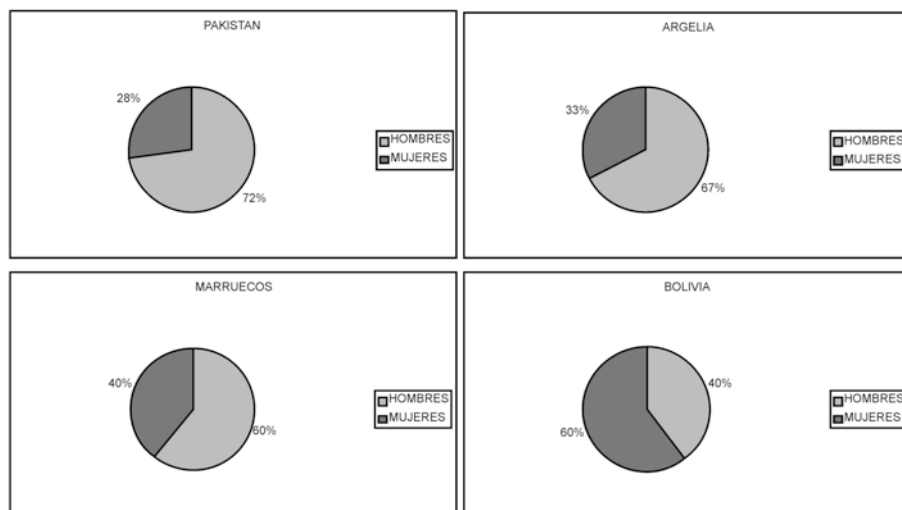 PAKISTAN
28%
72%
HOMBRES
MUJERES
ARGELIA
33%
67%
HOMBRES
MUJERES
MARRUECOS
40%
60%
HOMBRES
MUJERES
BOLIVIA
40%
60%
HOMBRES
MUJERES